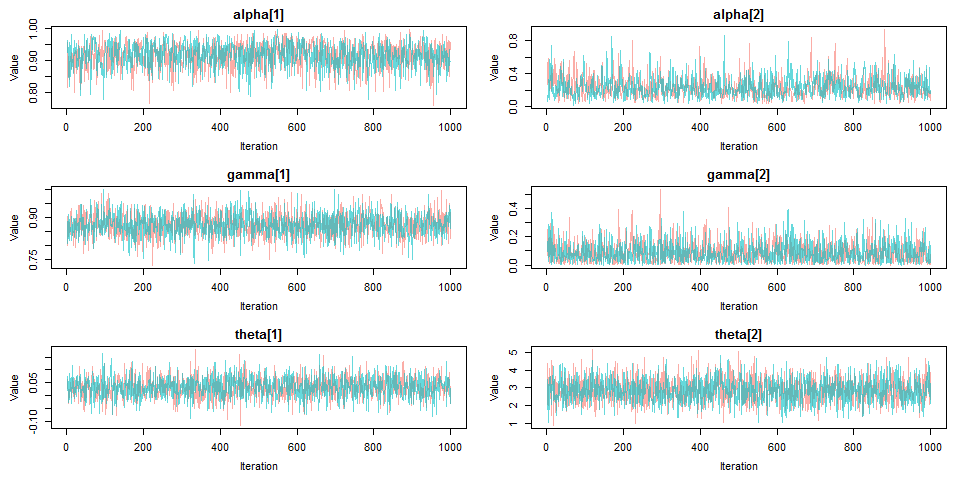 alpha[1]
Value
0.80 0.90 1.00
0 200 400 600 800 1000
Iteration
alpha[2]
Value
0.0 0.4 0.8
0 200 400 600 800 1000
Iteration
gamma[1]
Value
0.75 0.90
0 200 400 600 800 1000
Iteration
gamma[2]
Value
0.0 0.2 0.4
0 200 400 600 800 1000
Iteration
theta[1]
Value
-0.10 0.05
0 200 400 600 800 1000
Iteration
theta[2]
Value
1 2 3 4 5
0 200 400 600 800 1000
Iteration